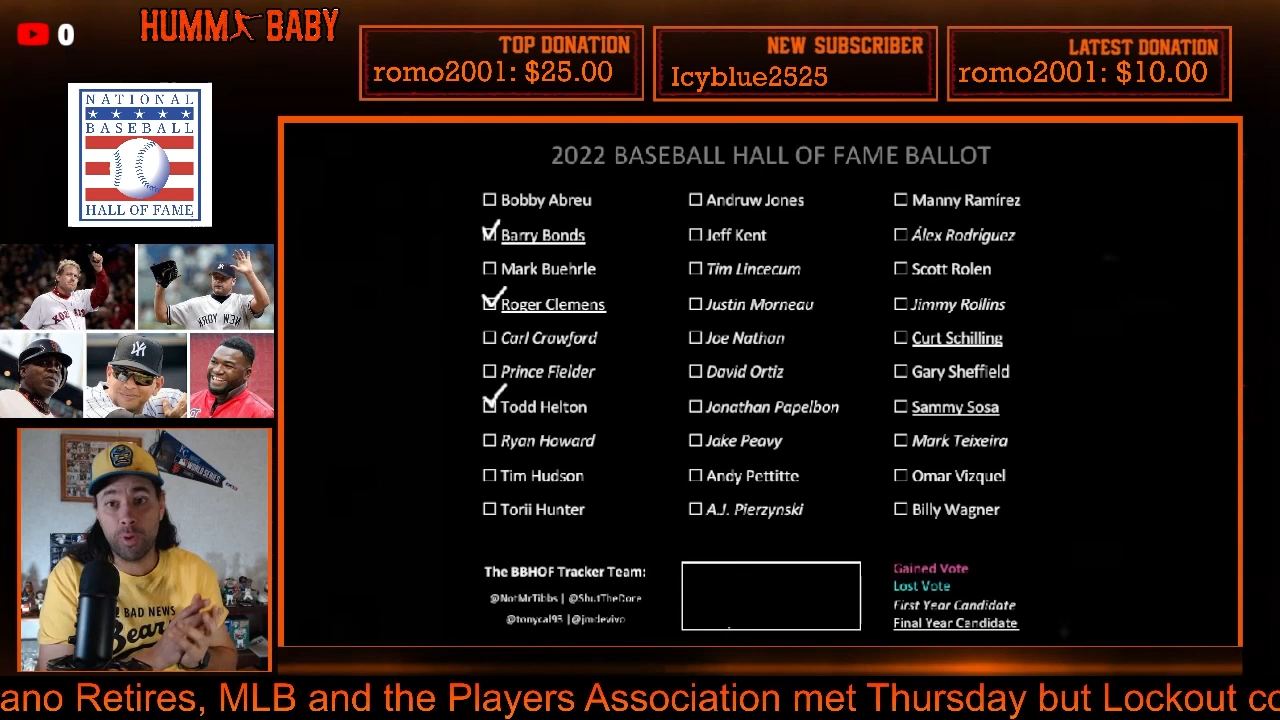 0
HUMM BABY
TOP DONATION
romo2001: $25.00
NEW SUBSCRIBER
Icyblue2525
LATEST DONATION
romo2001: $10.00
NATIONAL
BASEBALL
HALL OF FAME
2022 BASEBALL HALL OF FAME BALLOT
Bobby Abreu
Barry Bonds
Mark Buehrle
Roger Clemens
Carl Crawford
Prince Fielder
Todd Helton
Ryan Howard
Tim Hudson
Torii Hunter
Andruw Jones
Jeff Kent
Tim Lincecum
Justin Morneau
Joe Nathan
David Ortiz
Jonathan Papelbon
Jake Peavy
Andy Pettitte
A.J. Pierzynski
Manny Ramírez
Álex Rodríguez
Scott Rolen
Jimmy Rollins
Curt Schilling
Gary Sheffield
Sammy Sosa
Mark Teixeira
Omar Vizquel
Billy Wagner
The BBHOF Tracker Team:
@NotMrTibbs | @ShutTheDore
@tonycal93 |@jmdevivo
Gained Vote
Lost Vote
First Year Candidate
Final Year Candidate
WORLD SERIES
BAD NEWS
Bears
ano Retires, MLB and the Players Association met Thursday but Lockout co